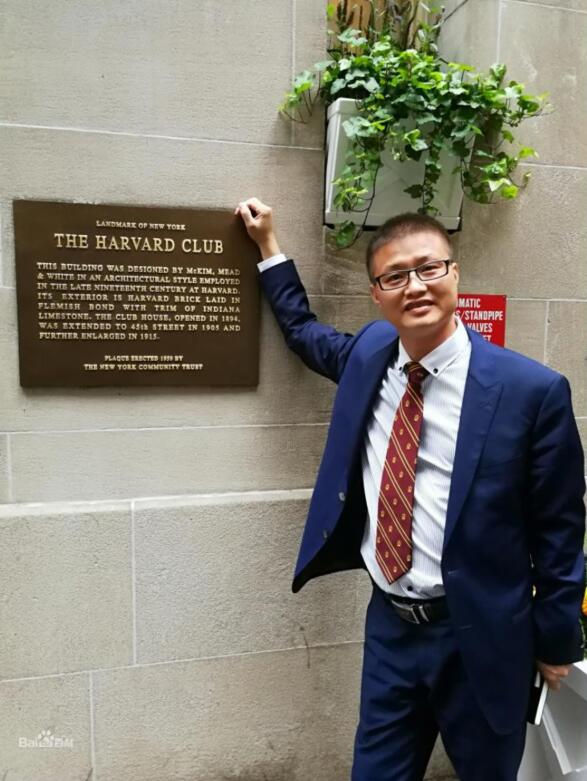 LANDMARK OF NEW YORK
THE HARVARD CLUB
THIS BUILDING WAS DESIGNED BY McKIM, MEAD
& WHITE IN AN ARCHITECTURAL STYLE EMPLOYED
IN THE LATE NINETEENTH CENTURY AT HARVARD.
ITS EXTERIOR IS HARVARD BRICK LAID IN
FLEMISH BOND WITH TRIM OF INDIANA
LIMESTONE. THE CLUB HOUSE, OPENED IN 1894,
WAS EXTENDED TO 45th STREET IN 1905 AND
FURTHER ENLARGED IN 1915.
PLAQUE ERECTED 1959 BY
THE NEW YORK COMMUNITY TRUST
MATIC
S/STANDPIPE
VALVES
Bai百科